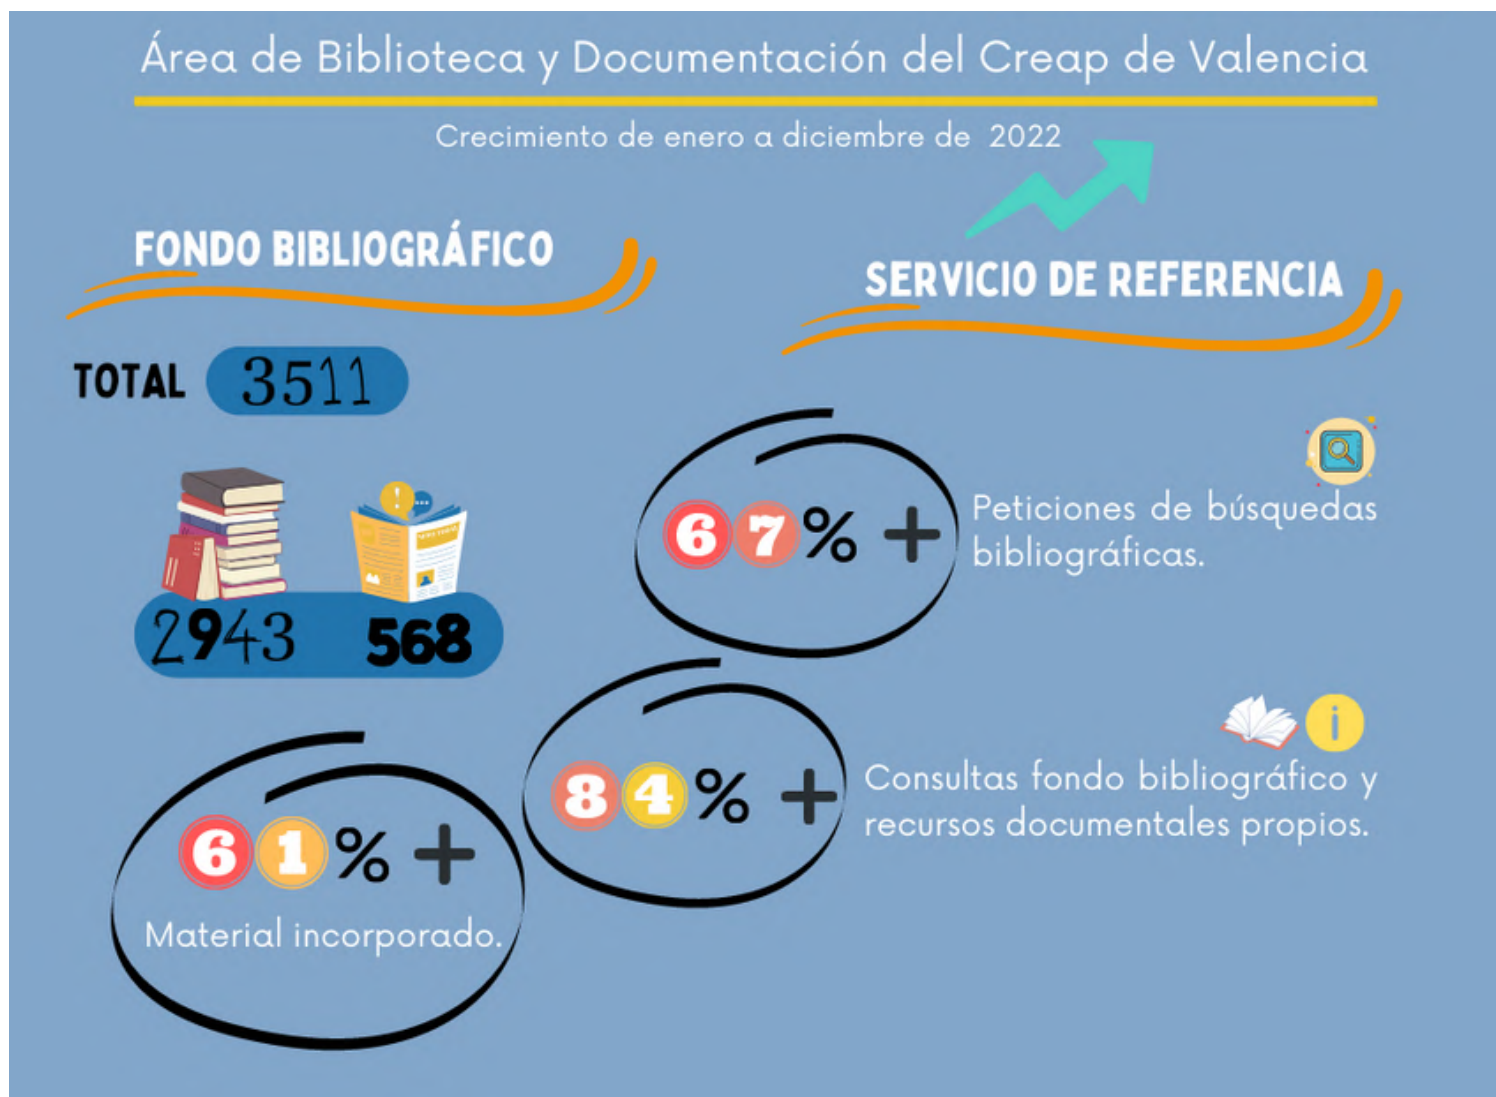 Área de Biblioteca y Documentación del Creap de Valencia
Crecimiento de enero a diciembre de 2022
FONDO BIBLIOGRÁFICO
TOTAL 3511
2943 568
61% +
Material incorporado.
SERVICIO DE REFERENCIA
67% +
Peticiones de búsquedas
bibliográficas.
84% +
Consultas fondo bibliográfico y
recursos documentales propios.